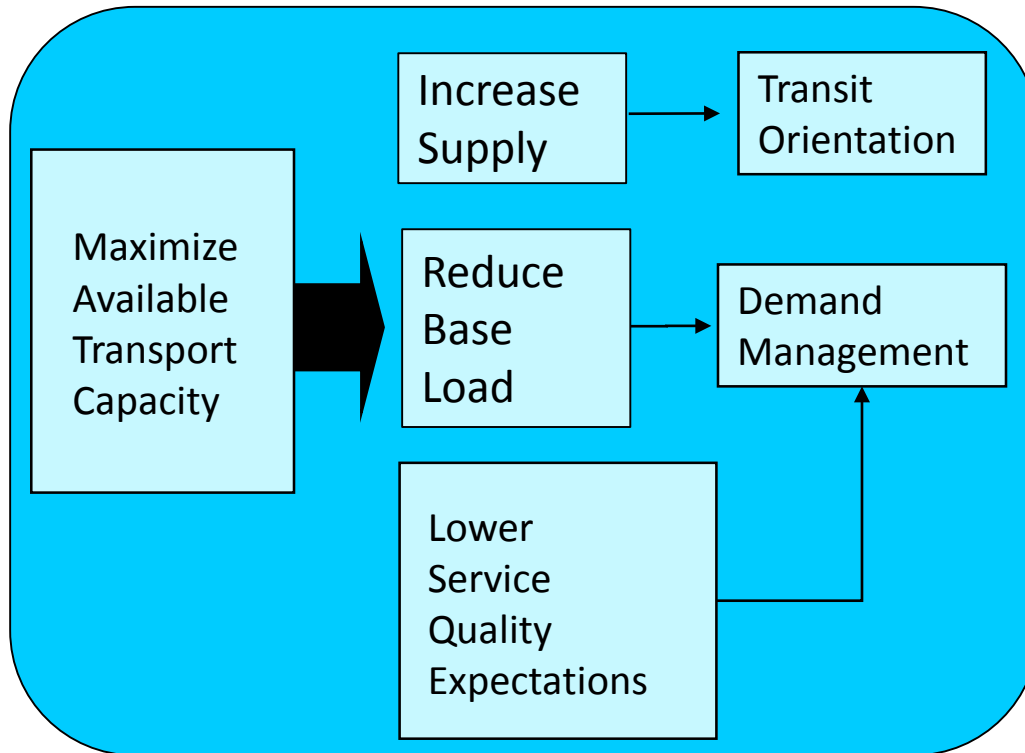 Maximize
Available
Transport
Capacity
Increase
Supply
Transit
Orientation
Reduce
Base
Load
Demand
Management
Lower
Service
Quality
Expectations